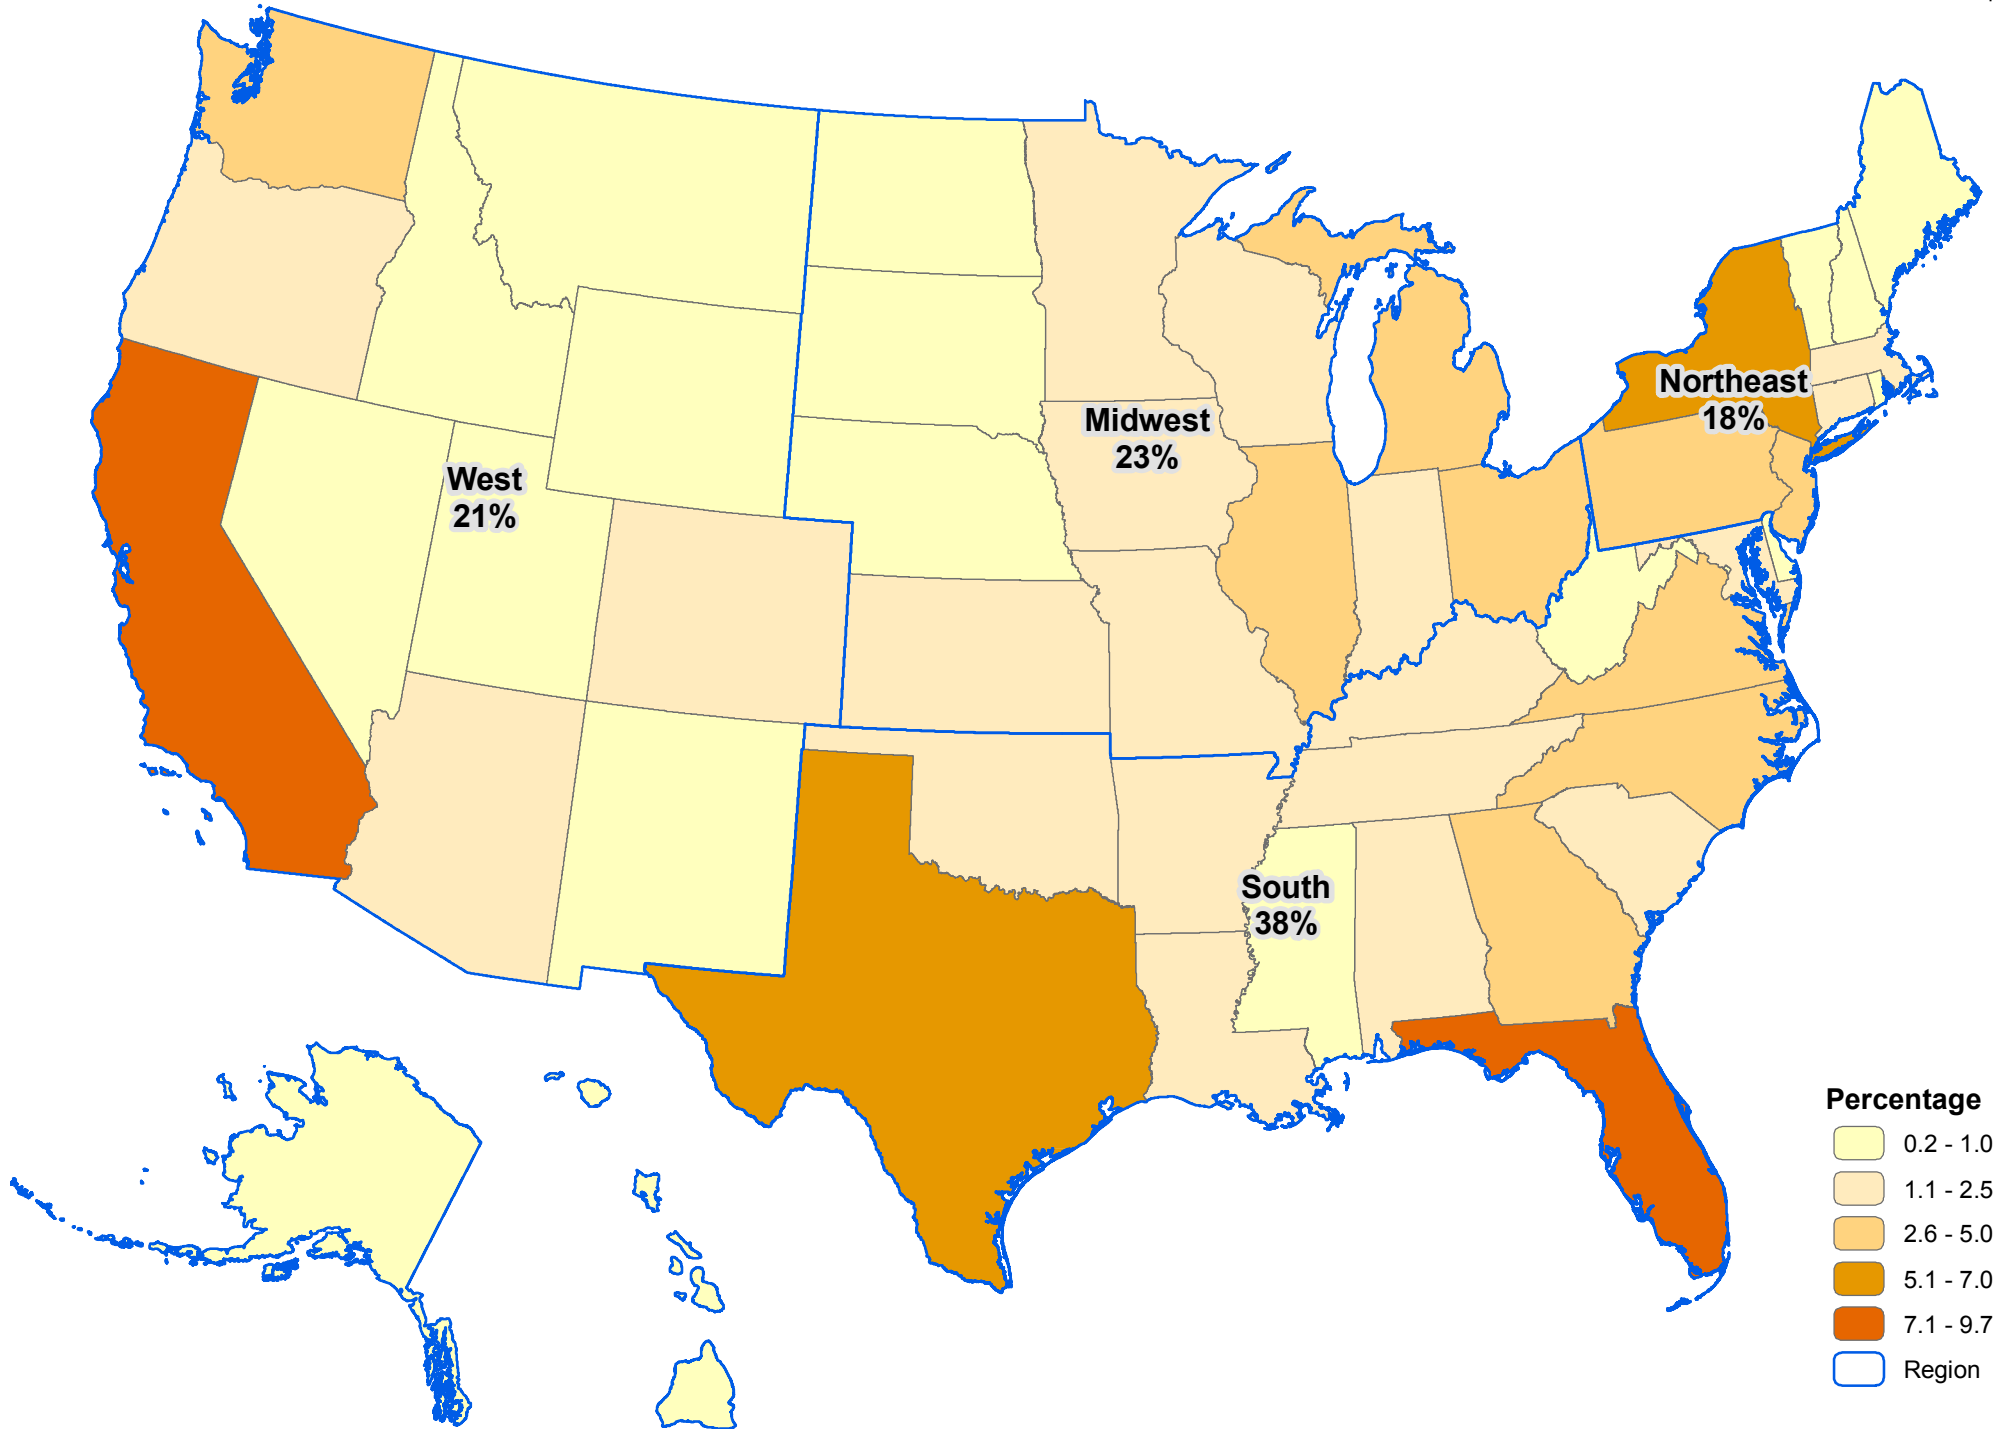 Northeast
18%
Midwest
23%
West
21%
South
38%
Percentage
0.2 - 1.0
1.1 - 2.5
2.6 - 5.0
5.1 - 7.0
7.1 - 9.7
Region